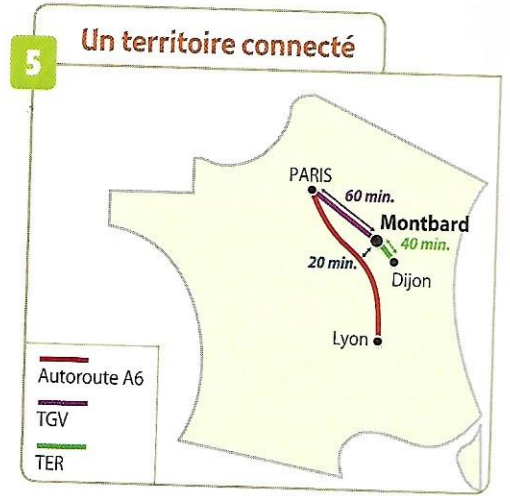 5
Un territoire connecté
PARIS
60 min.
Montbard
40 min.
20 min.
Dijon
Lyon
Autoroute A6
TGV
TER